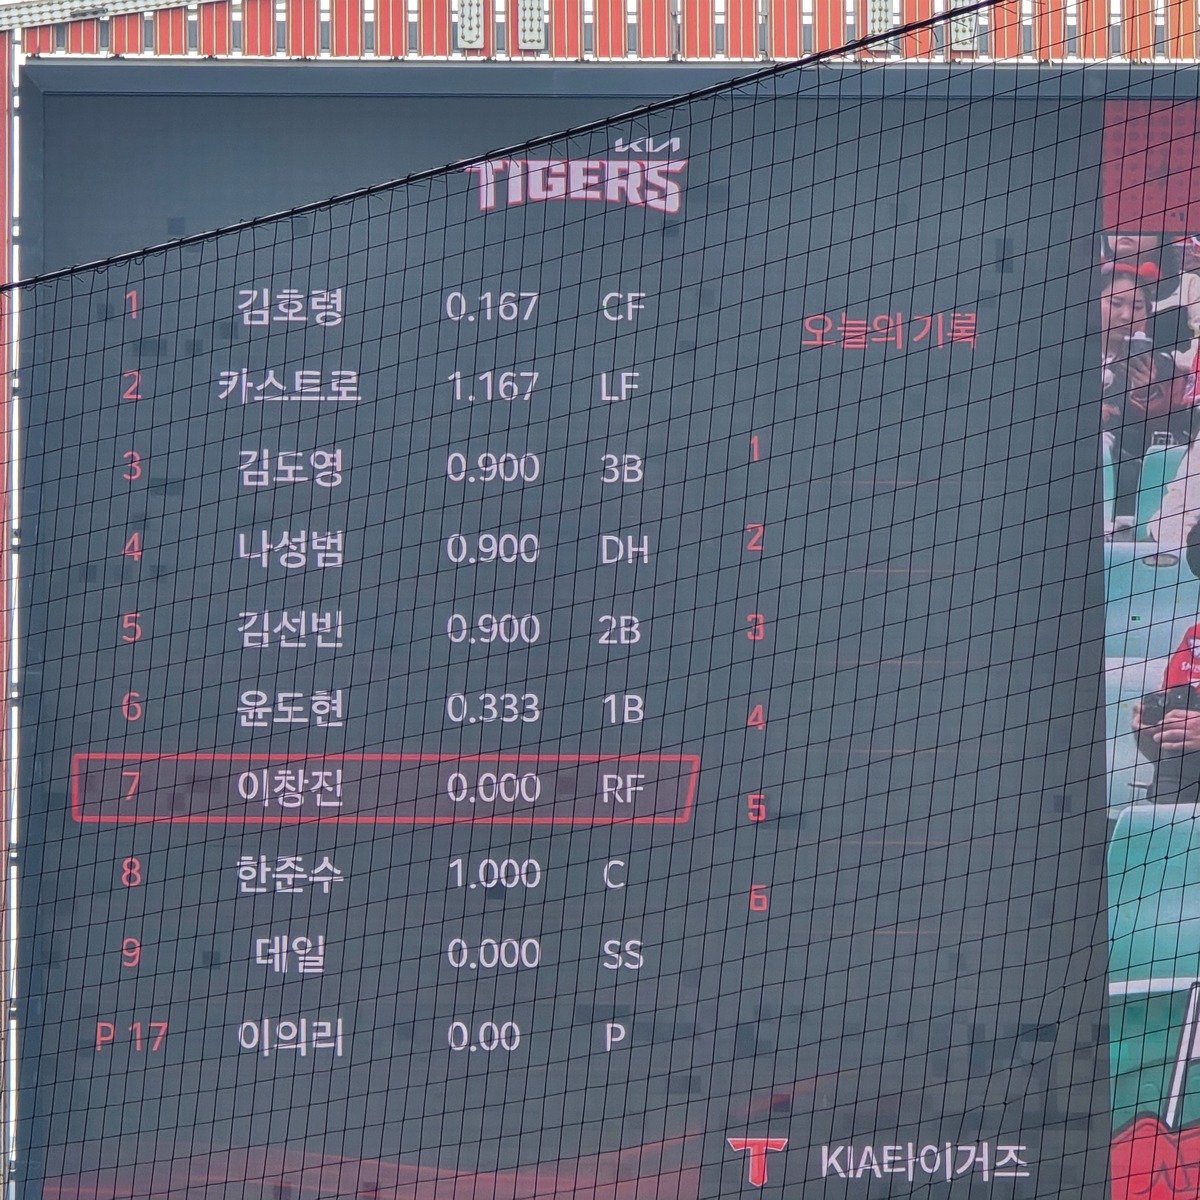 KIA
TIGERS
1 김호령 0.167 CF
2 카스트로 1.167 LF
3 김도영 0.900 3B
4 나성범 0.900 DH
5 김선빈 0.900 2B
6 윤도현 0.333 1B
7 이창진 0.000 RF
8 한준수 1.000 C
9 데일 0.000 SS
P 17 이의리 0.00 P
오늘의 기록
1
2
3
4
5
6
T KIA타이거즈